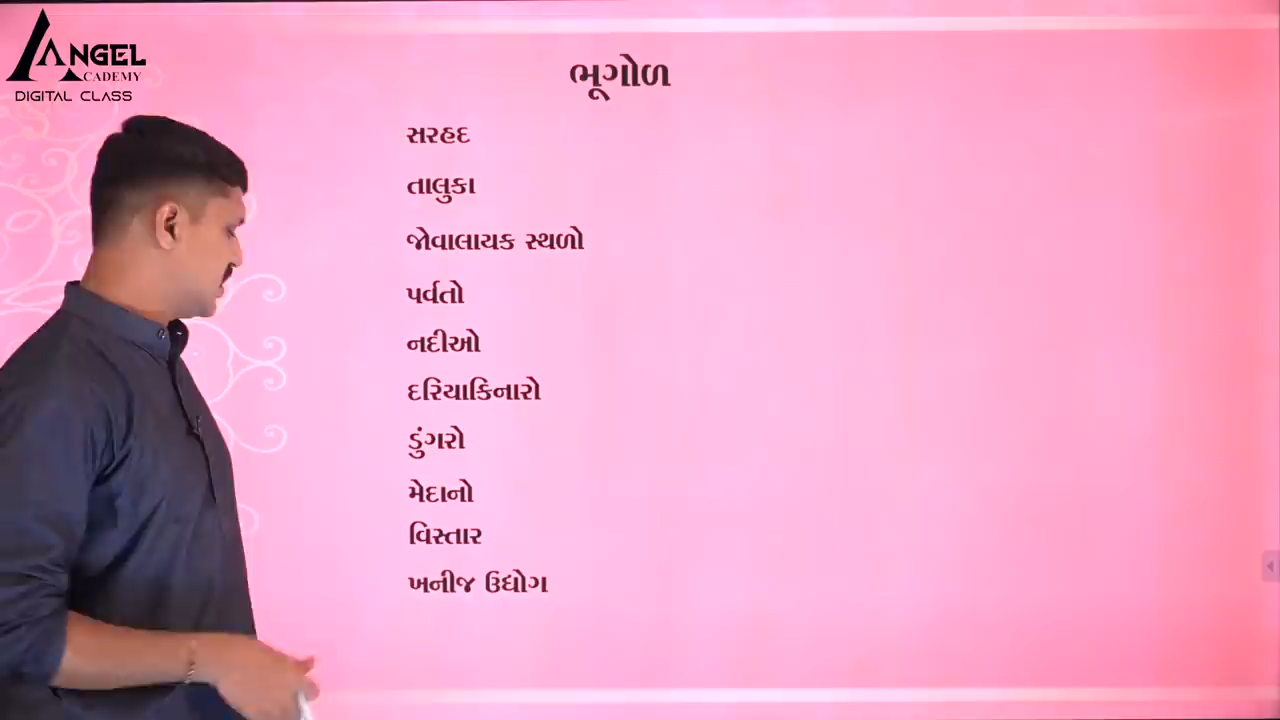 ANGEL
ACADEMY
DIGITAL CLASS
ભૂગોળ
સરહદ
તાલુકા
જોવાલાયક સ્થળો
પર્વતો
નદીઓ
દરિયાકિનારો
ડુંગરો
મેદાનો
વિસ્તાર
ખનીજ ઉદ્યોગ